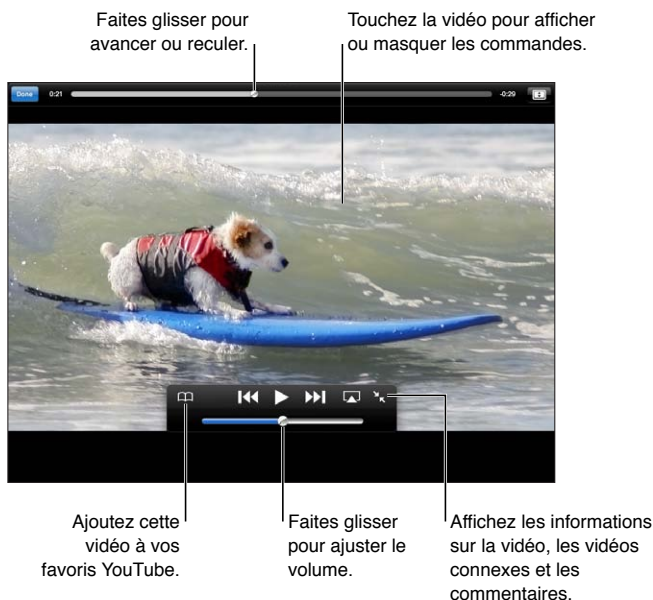 Faites glisser pour
avancer ou reculer.
Touchez la vidéo pour afficher
ou masquer les commandes.
Done 0:21 -0:29
Ajoutez cette
vidéo à vos
favoris YouTube.
Faites glisser
pour ajuster le
volume.
Affichez les informations
sur la vidéo, les vidéos
connexes et les
commentaires.